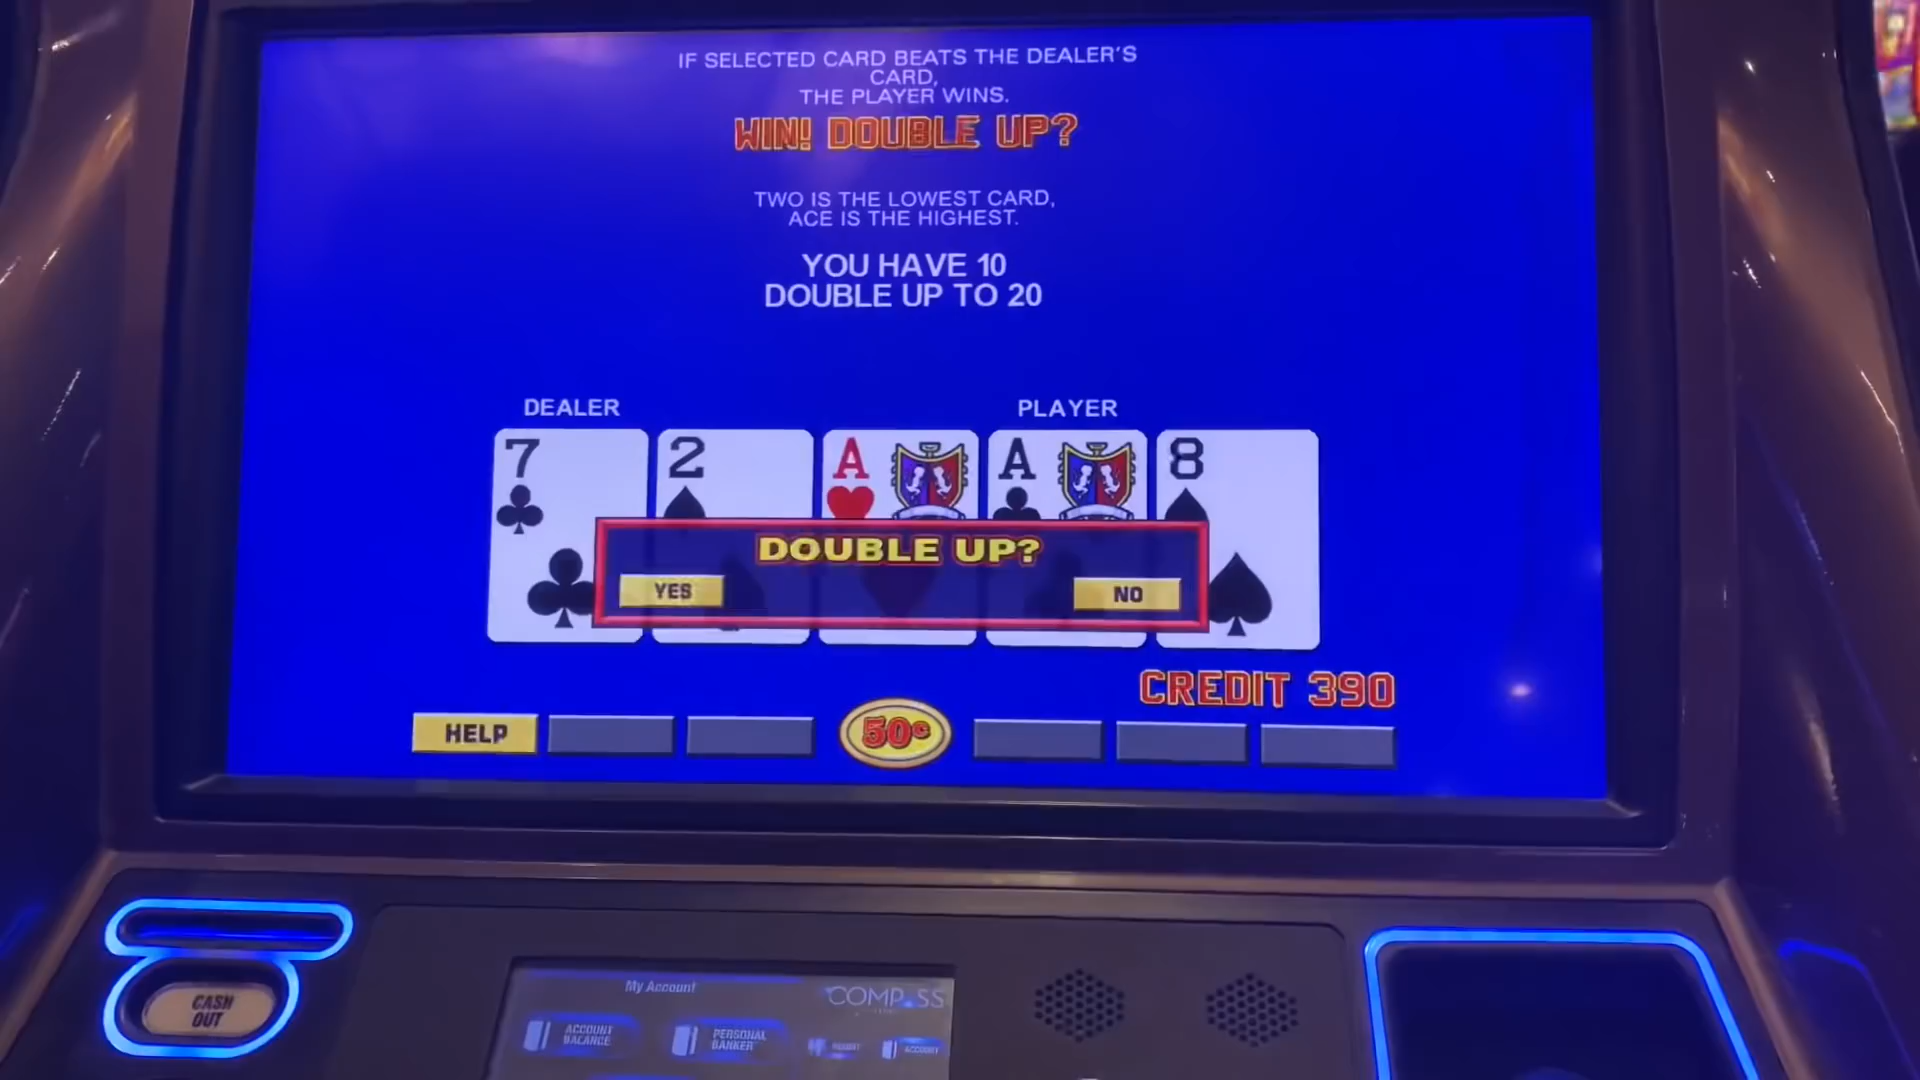 IF SELECTED CARD BEATS THE DEALER'S
CARD,
THE PLAYER WINS.
WIN! DOUBLE UP?
TWO IS THE LOWEST CARD,
ACE IS THE HIGHEST.
YOU HAVE 10
DOUBLE UP TO 20
DEALER
PLAYER
7
2
A
A
8
DOUBLE UP?
YES
NO
CREDIT 390
HELP
50¢
CASH
OUT
My Account
COMPASS
ACCOUNT
BALANCE
PERSONAL
BANKER
ACCOUNT